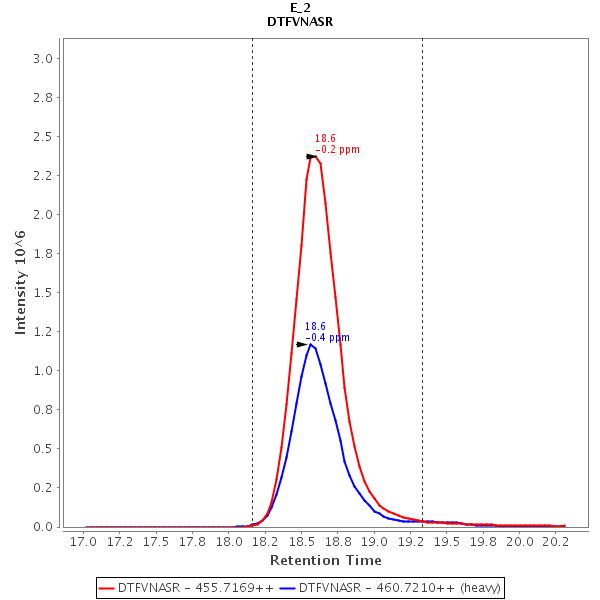 E_2
DTFVNASR
3.0
2.8
2.5
2.2
2.0
1.8
1.5
1.2
1.0
0.8
0.5
0.2
0.0
Intensity 10^6
18.6
−0.2 ppm
18.6
−0.4 ppm
17.0 17.2 17.5 17.8 18.0 18.2 18.5 18.8 19.0 19.2 19.5 19.8 20.0 20.2
Retention Time
DTFVNASR − 455.7169++ DTFVNASR − 460.7210++ (heavy)